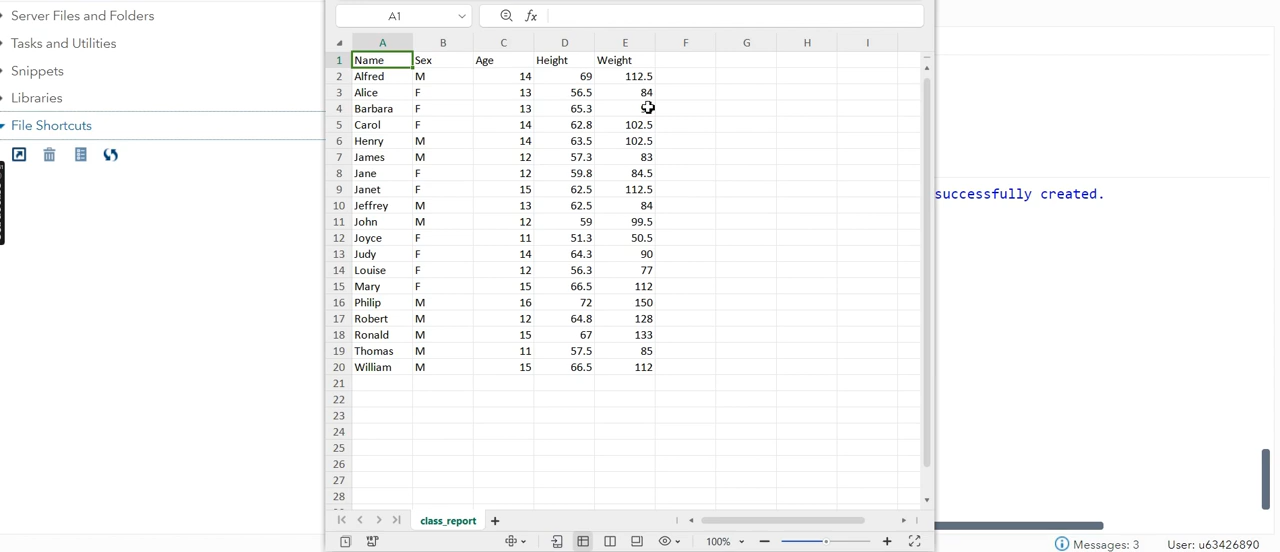 Server Files and Folders
Tasks and Utilities
Snippets
Libraries
File Shortcuts
A1
fx
A B C D E F G H I
1 Name Sex Age Height Weight
2 Alfred M 14 69 112.5
3 Alice F 13 56.5 84
4 Barbara F 13 65.3
5 Carol F 14 62.8 102.5
6 Henry M 14 63.5 102.5
7 James M 12 57.3 83
8 Jane F 12 59.8 84.5
9 Janet F 15 62.5 112.5
10 Jeffrey M 13 62.5 84
11 John M 12 59 99.5
12 Joyce F 11 51.3 50.5
13 Judy F 14 64.3 90
14 Louise F 12 56.3 77
15 Mary F 15 66.5 112
16 Philip M 16 72 150
17 Robert M 12 64.8 128
18 Ronald M 15 67 133
19 Thomas M 11 57.5 85
20 William M 15 66.5 112
21
22
23
24
25
26
27
28
class_report
100%
successfully created.
Messages: 3 User: u63426890